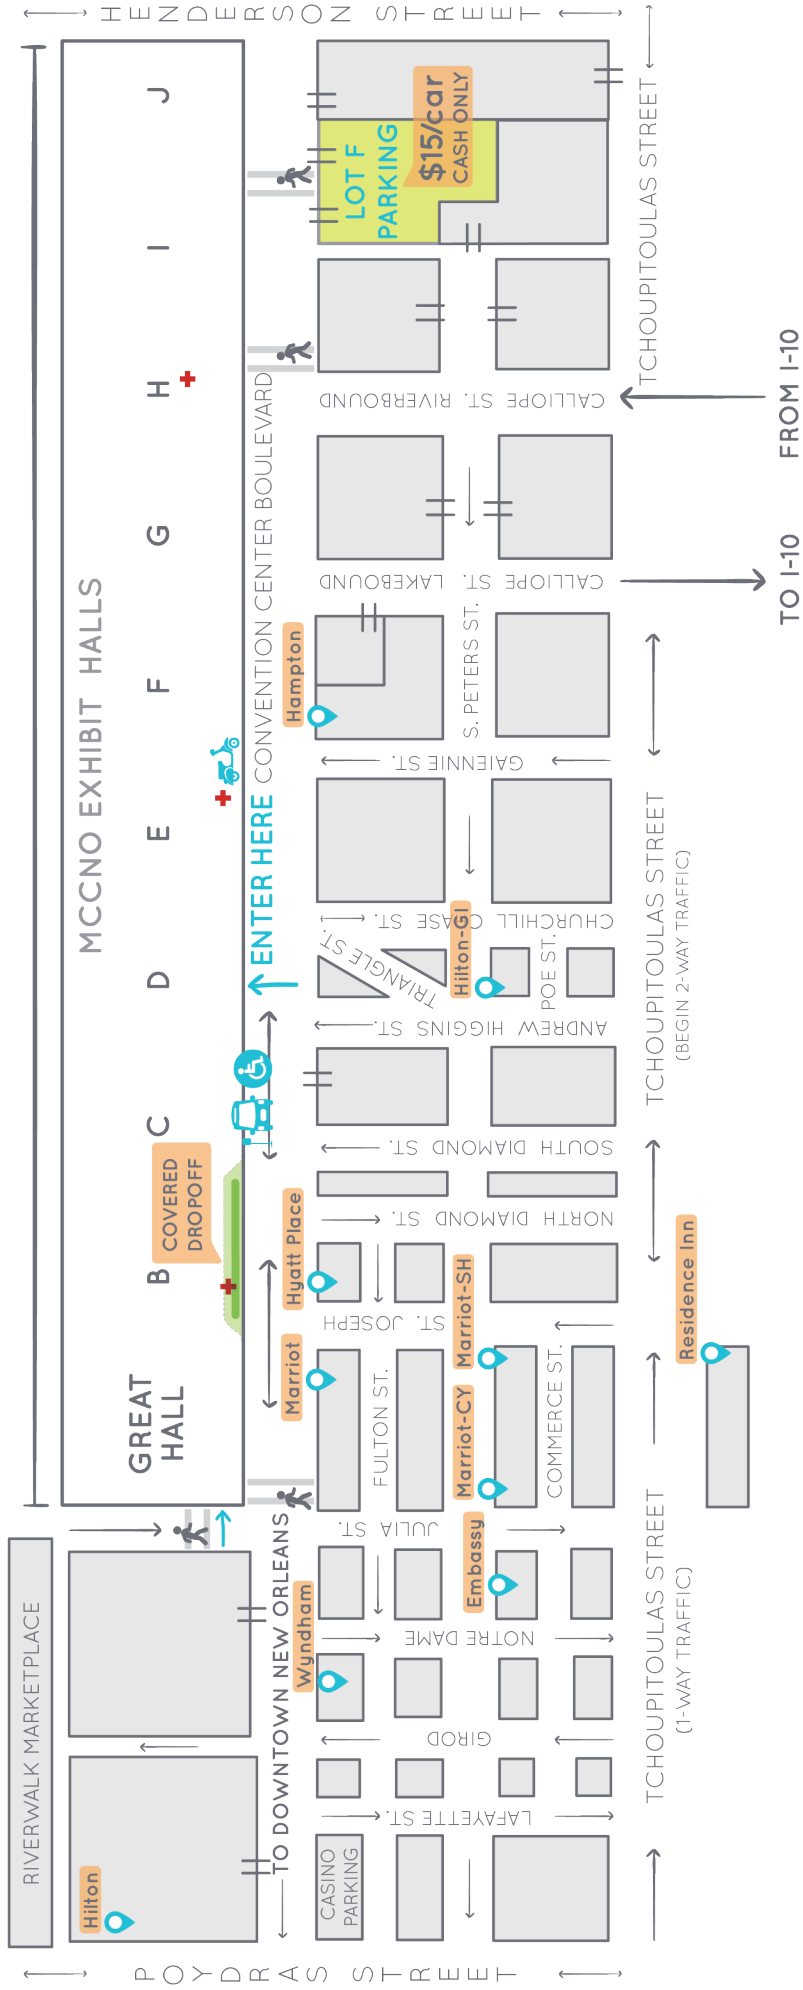 HENDERSON STREET
J
I
H
G
F
E
D
C
B
GREAT
HALL
MCCNO EXHIBIT HALLS
COVERED
DROPOFF
LOT F
PARKING
$15/car
CASH ONLY
TCHOUPITOULAS STREET
FROM I-10
TO I-10
CALLIOPE ST. RIVERBOUND
CALLIOPE ST. LAKEBOUND
CONVENTION CENTER BOULEVARD
ENTER HERE
Hampton
S. PETERS ST.
GAIENNIE ST.
CHURCHILL CASE ST.
TRIANGLE ST.
Hilton-GI
POE ST.
ANDREW HIGGINS ST.
TCHOUPITOULAS STREET
(BEGIN 2-WAY TRAFFIC)
SOUTH DIAMOND ST.
NORTH DIAMOND ST.
Hyatt Place
ST. JOSEPH
Marriot
Marriot-SH
Marriot-CY
Residence Inn
FULTON ST.
COMMERCE ST.
JULIA ST.
Embassy
Wyndham
NOTRE DAME
GIROD
LAFAYETTE ST.
TCHOUPITOULAS STREET
(1-WAY TRAFFIC)
TO DOWNTOWN NEW ORLEANS
CASINO
PARKING
RIVERWALK MARKETPLACE
Hilton
POYDRAS STREET